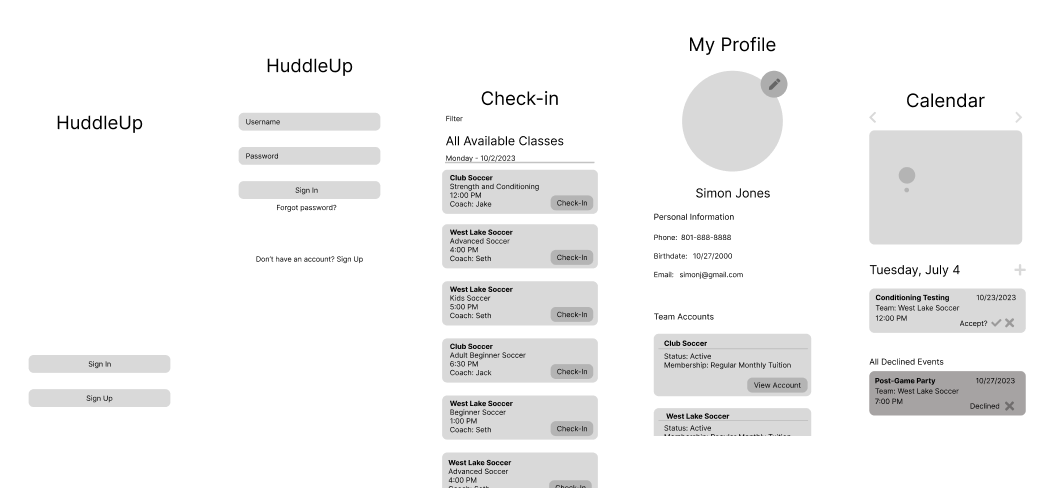 HuddleUp
Sign In
Sign Up
HuddleUp
Username
Password
Sign In
Forgot password?
Don't have an account? Sign Up
Check-in
Filter
All Available Classes
Monday - 10/2/2023
Club Soccer
Strength and Conditioning
12:00 PM
Coach: Jake
Check-In
West Lake Soccer
Advanced Soccer
4:00 PM
Coach: Seth
Check-In
West Lake Soccer
Kids Soccer
5:00 PM
Coach: Seth
Check-In
Club Soccer
Adult Beginner Soccer
6:30 PM
Coach: Jack
Check-In
West Lake Soccer
Beginner Soccer
1:00 PM
Coach: Seth
Check-In
West Lake Soccer
Advanced Soccer
4:00 PM
Coach: Seth
Check-In
My Profile
Simon Jones
Personal Information
Phone: 801-888-8888
Birthdate: 10/27/2000
Email: simonj@gmail.com
Team Accounts
Club Soccer
Status: Active
Membership: Regular Monthly Tuition
View Account
West Lake Soccer
Status: Active
Membership: Regular Monthly Tuition
Calendar
Tuesday, July 4
Conditioning Testing 10/23/2023
Team: West Lake Soccer
12:00 PM
Accept?
All Declined Events
Post-Game Party 10/27/2023
Team: West Lake Soccer
7:00 PM
Declined